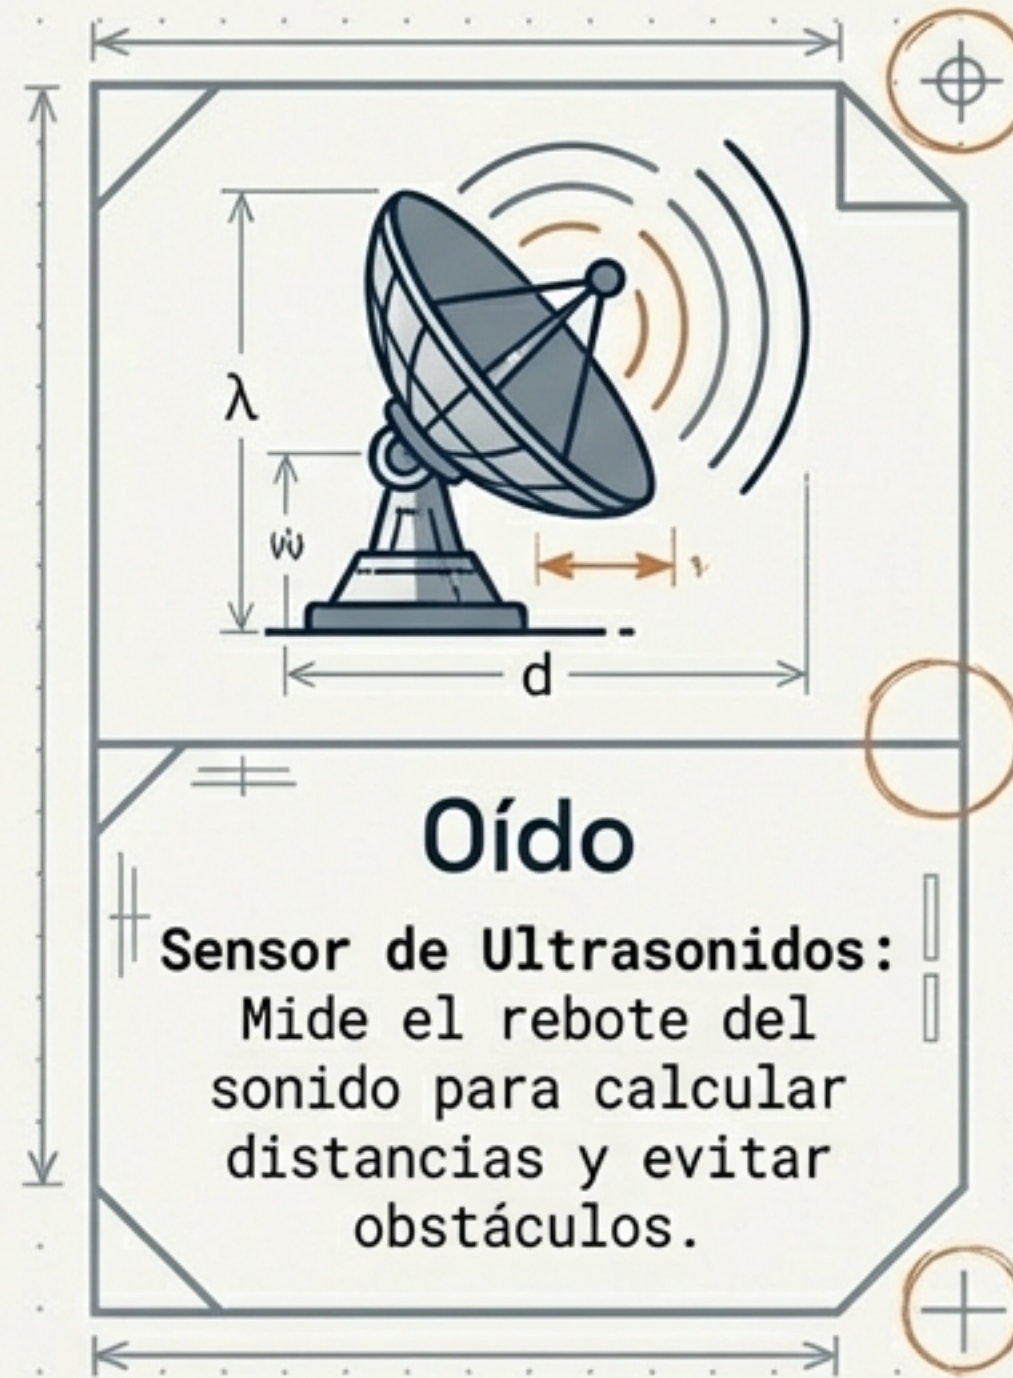 λ
d
Oído
Sensor de Ultrasonidos:
Mide el rebote del
sonido para calcular
distancias y evitar
obstáculos.